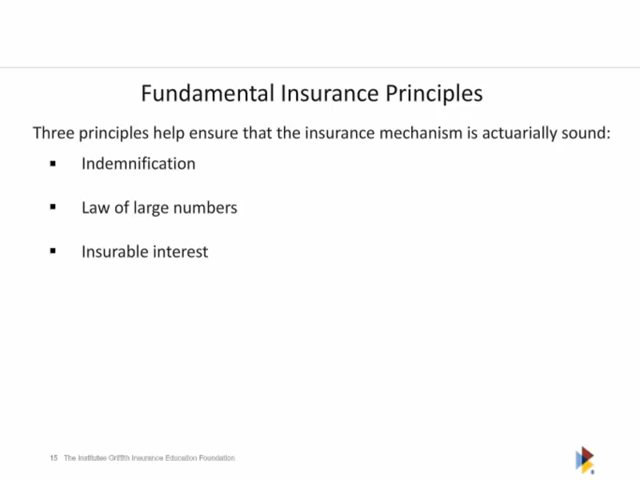 Fundamental Insurance Principles
Three principles help ensure that the insurance mechanism is actuarially sound:
▪ Indemnification
▪ Law of large numbers
▪ Insurable interest
15 The Institutes Griffith Insurance Education Foundation